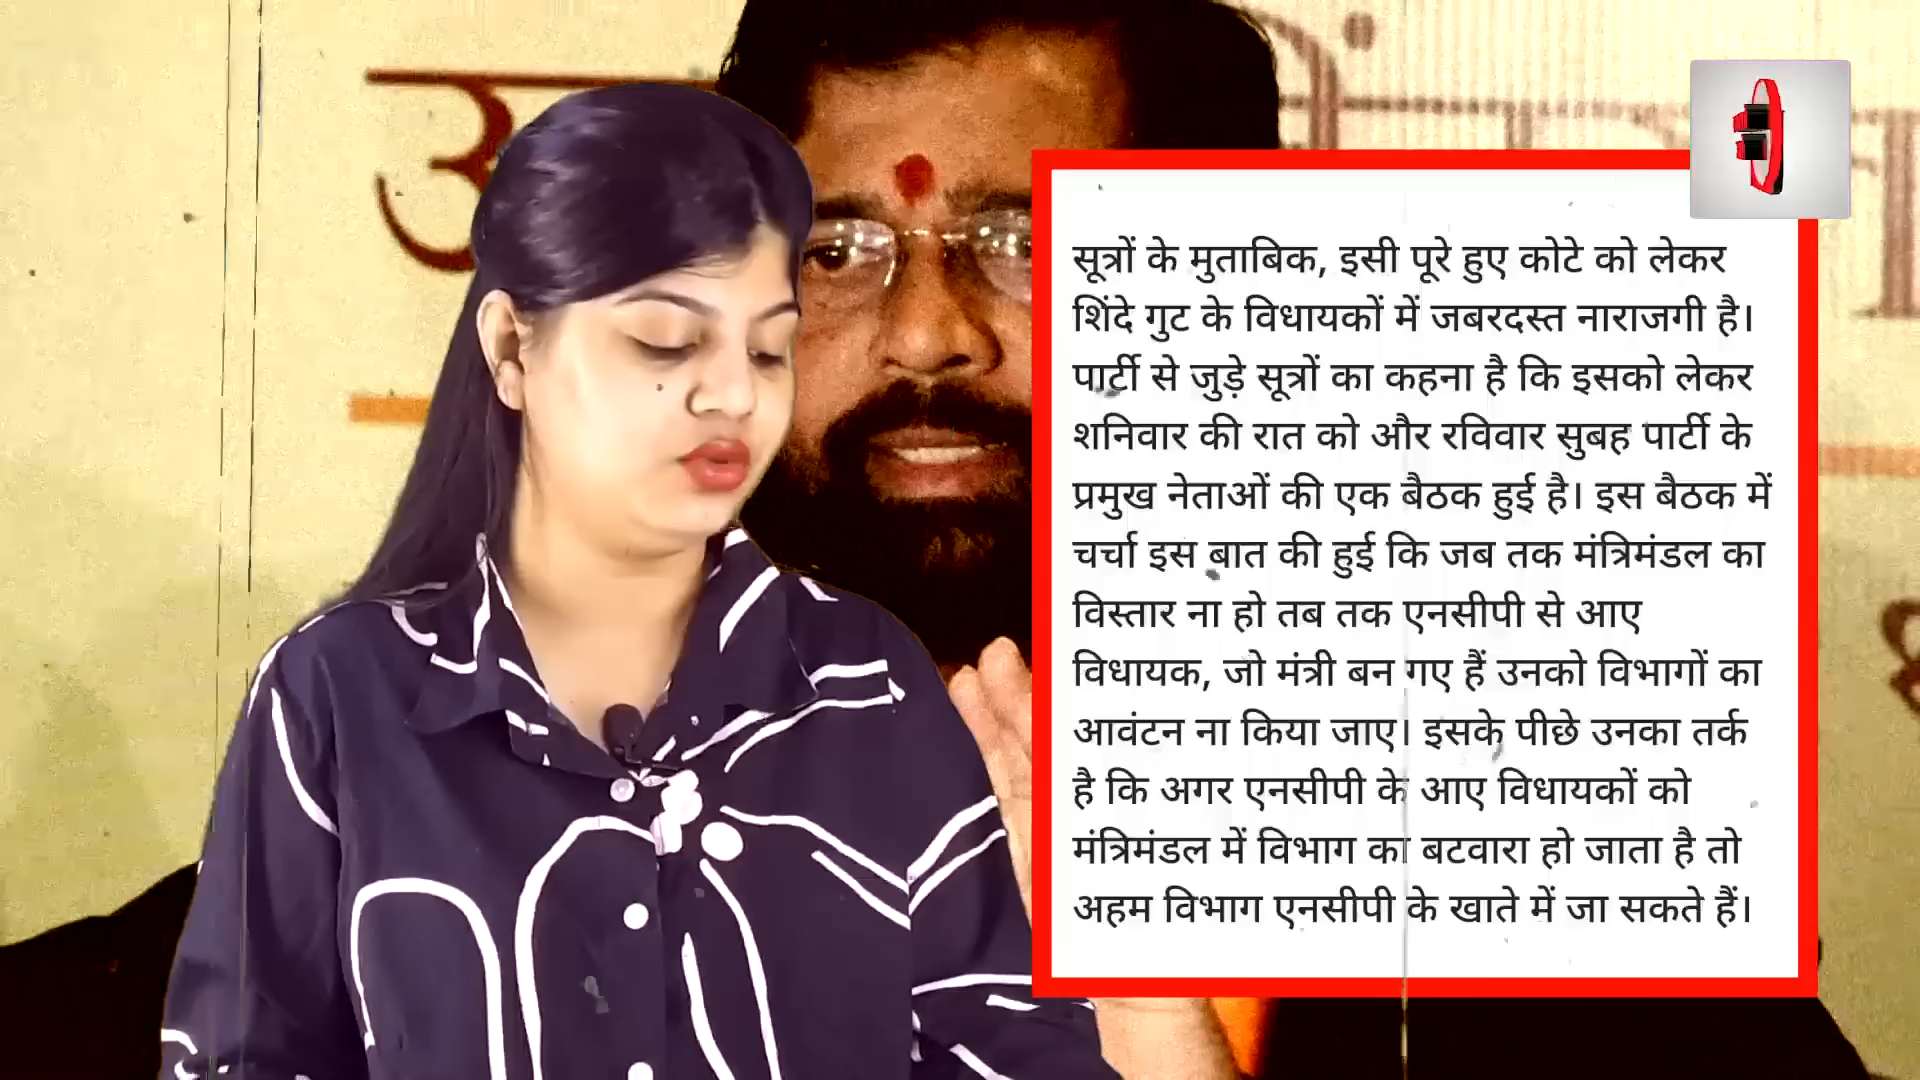 सूत्रों के मुताबिक, इसी पूरे हुए कोटे को लेकर
शिंदे गुट के विधायकों में जबरदस्त नाराजगी है।
पार्टी से जुड़े सूत्रों का कहना है कि इसको लेकर
शनिवार की रात को और रविवार सुबह पार्टी के
प्रमुख नेताओं की एक बैठक हुई है। इस बैठक में
चर्चा इस बात की हुई कि जब तक मंत्रिमंडल का
विस्तार ना हो तब तक एनसीपी से आए
विधायक, जो मंत्री बन गए हैं उनको विभागों का
आवंटन ना किया जाए। इसके पीछे उनका तर्क
है कि अगर एनसीपी के आए विधायकों को
मंत्रिमंडल में विभाग का बटवारा हो जाता है तो
अहम विभाग एनसीपी के खाते में जा सकते हैं।